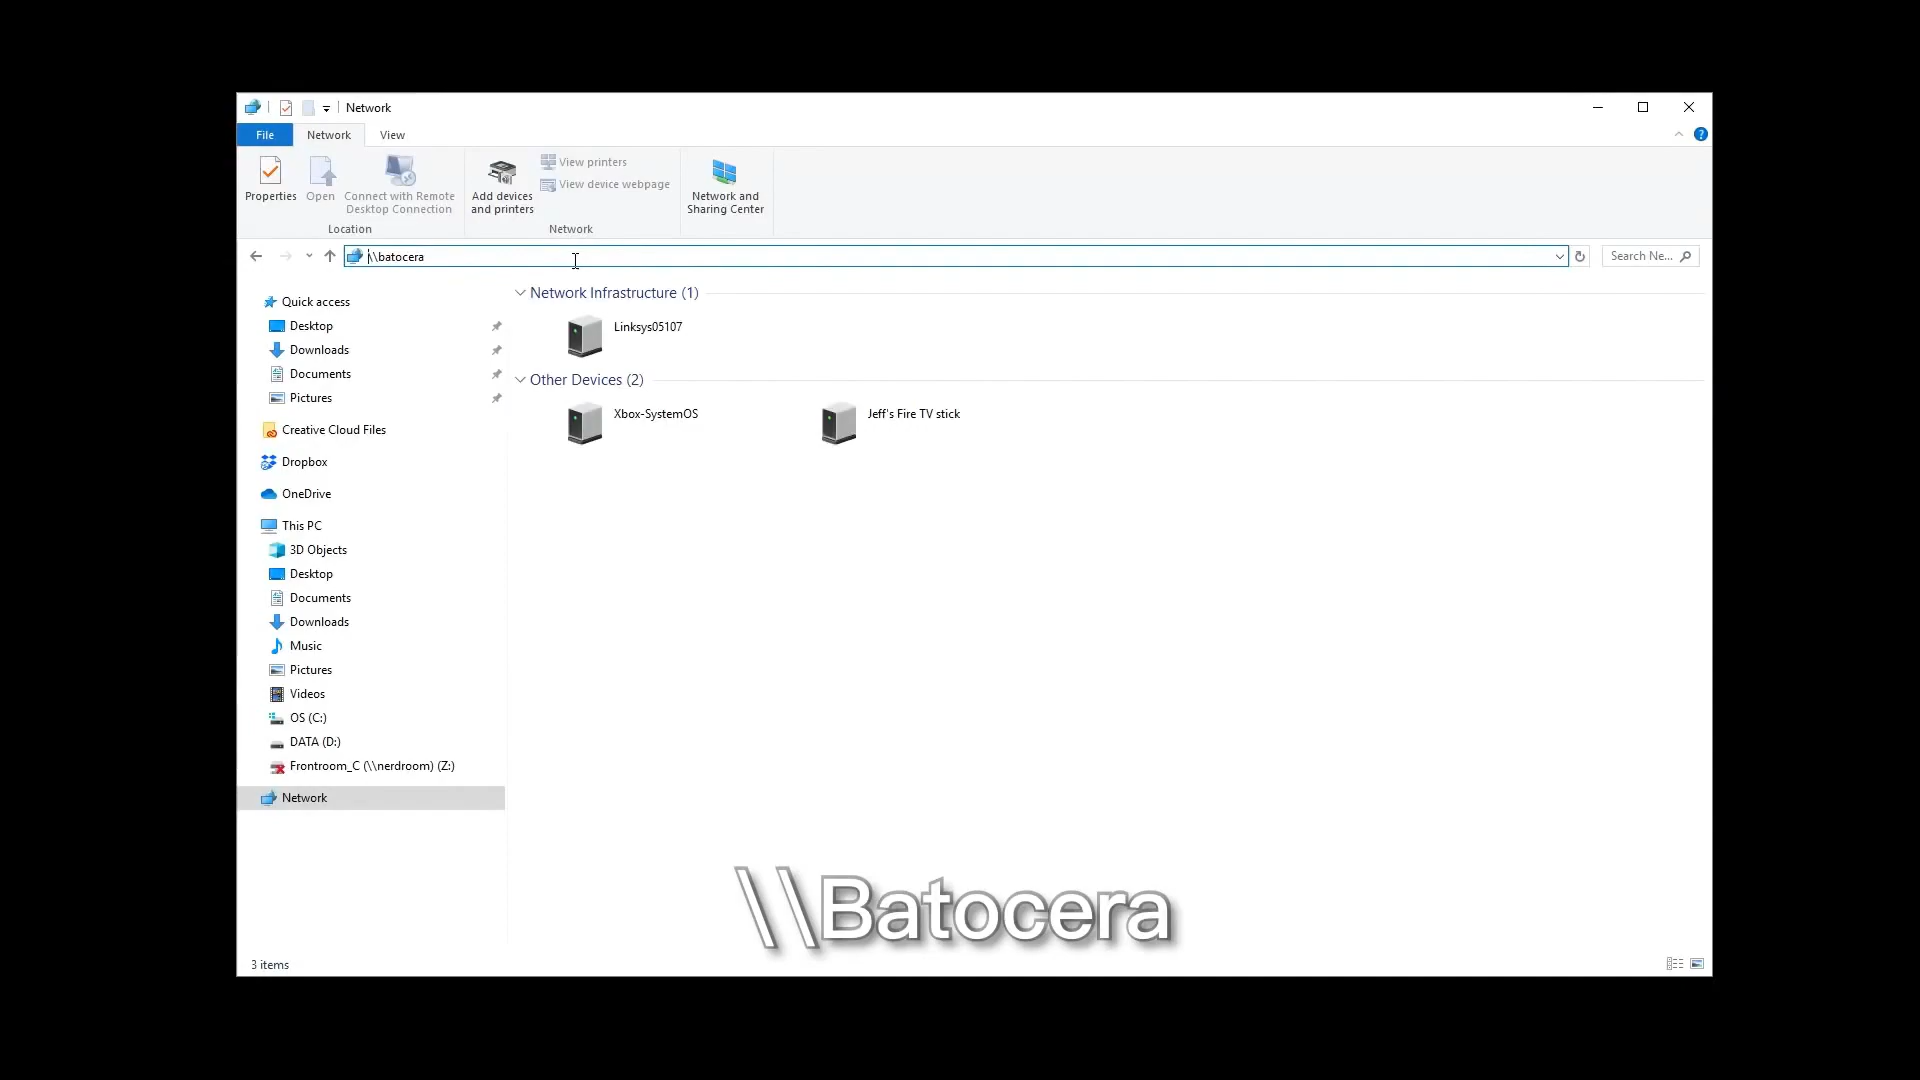 Network
File Network View
Properties Open Connect with Remote Desktop Connection
Location
Add devices and printers
View printers
View device webpage
Network
Network and Sharing Center
\\batocera
Search Ne...
Quick access
Desktop
Downloads
Documents
Pictures
Creative Cloud Files
Dropbox
OneDrive
This PC
3D Objects
Desktop
Documents
Downloads
Music
Pictures
Videos
OS (C:)
DATA (D:)
Frontroom_C (\\nerdroom) (Z:)
Network
Network Infrastructure (1)
Linksys05107
Other Devices (2)
Xbox-SystemOS
Jeff's Fire TV stick
\\Batocera
3 items